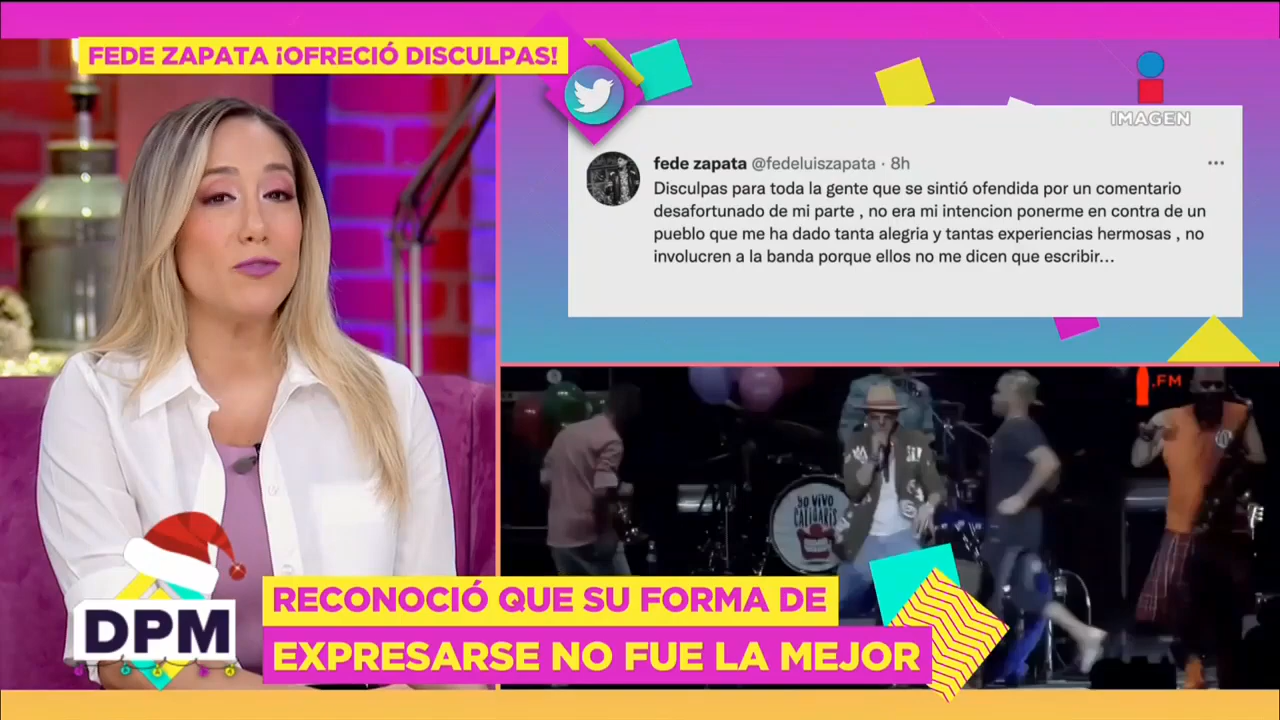 FEDE ZAPATA ¡OFRECIÓ DISCULPAS!
IMAGEN
fede zapata @fedeluiszapata · 8h
Disculpas para toda la gente que se sintió ofendida por un comentario
desafortunado de mi parte , no era mi intencion ponerme en contra de un
pueblo que me ha dado tanta alegria y tantas experiencias hermosas , no
involucren a la banda porque ellos no me dicen que escribir...
.FM
YO VIVO
CALIGARIS
DPM
RECONOCIÓ QUE SU FORMA DE
EXPRESARSE NO FUE LA MEJOR